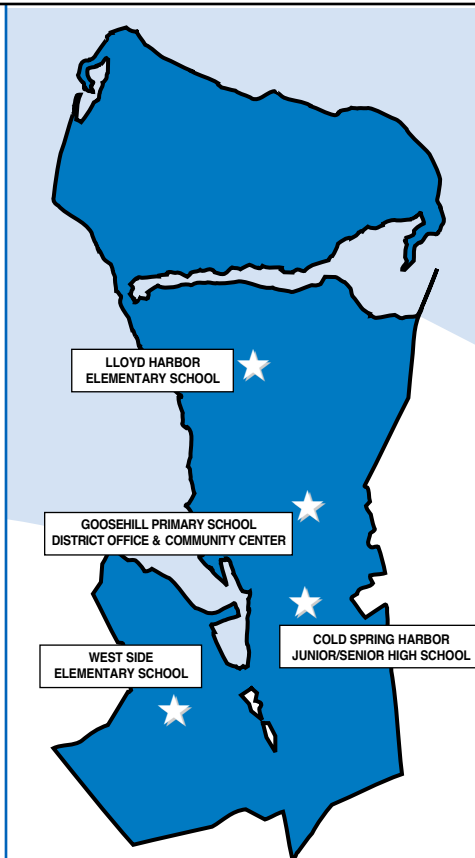 LLOYD HARBOR
ELEMENTARY SCHOOL
GOOSEHILL PRIMARY SCHOOL
DISTRICT OFFICE & COMMUNITY CENTER
COLD SPRING HARBOR
JUNIOR/SENIOR HIGH SCHOOL
WEST SIDE
ELEMENTARY SCHOOL